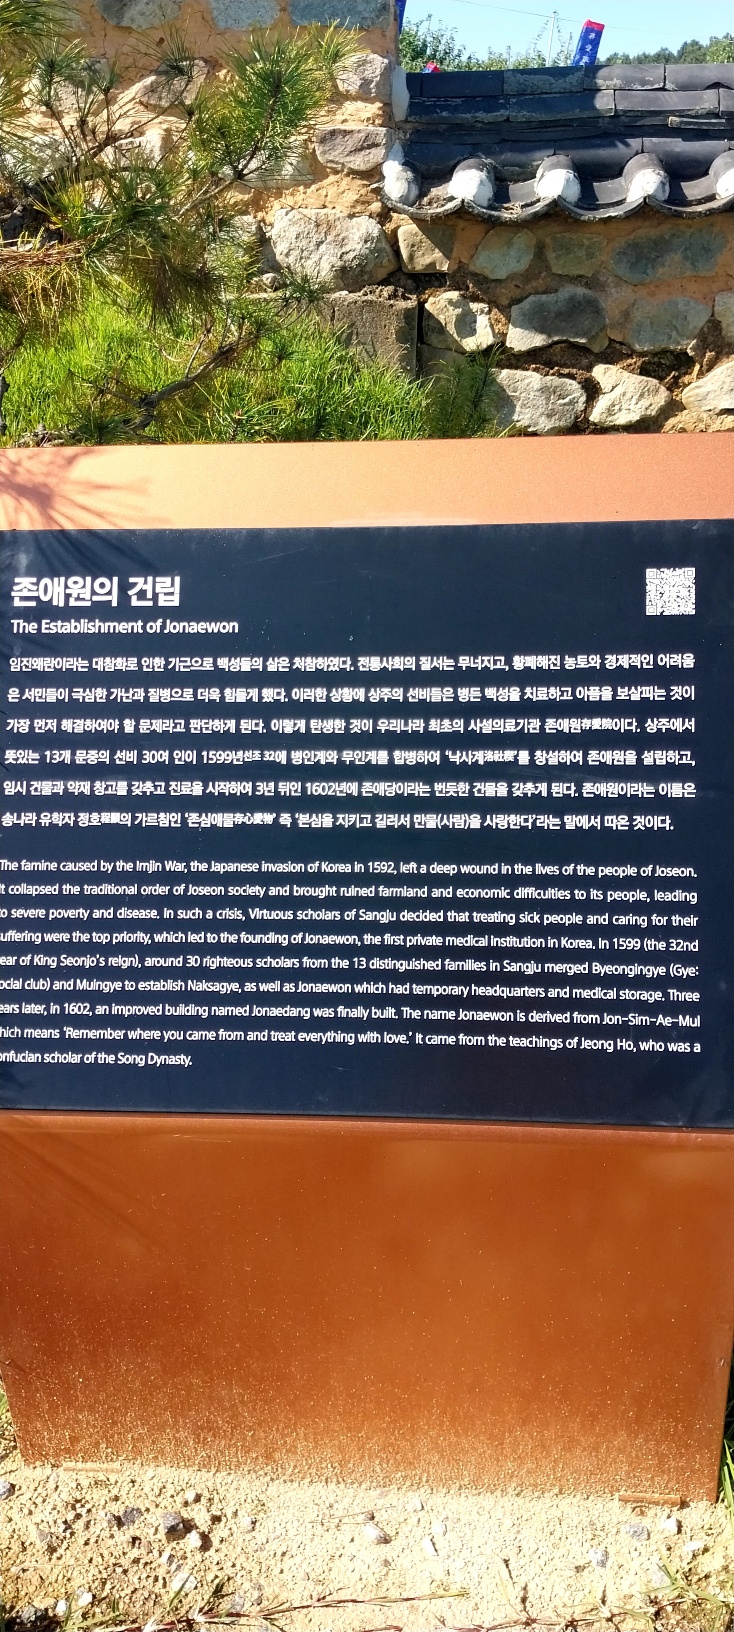 존애원의 건립
The Establishment of Jonaewon
임진왜란이라는 대참화로 인한 기근으로 백성들의 삶은 처참하였다. 전통사회의 질서는 무너지고, 황폐해진 농토와 경제적인 어려움
은 서민들이 극심한 가난과 질병으로 더욱 힘들게 했다. 이러한 상황에 상주의 선비들은 병든 백성을 치료하고 아픔을 보살피는 것이
가장 먼저 해결하여야 할 문제라고 판단하게 된다. 이렇게 탄생한 것이 우리나라 최초의 사설의료기관 존애원存愛院이다. 상주에서
뜻있는 13개 문중의 선비 30여 인이 1599년선조 32에 병인계와 무인계를 합병하여 '낙사계洛社稧'를 창설하여 존애원을 설립하고,
임시 건물과 약재 창고를 갖추고 진료을 시작하여 3년 뒤인 1602년에 존애당이라는 번듯한 건물을 갖추게 된다. 존애원이라는 이름은
송나라 유학자 정호程顥의 가르침인 '존심애물存心愛物' 즉 '본심을 지키고 길러서 만물(사람)을 사랑한다'라는 말에서 따온 것이다.
The famine caused by the Imjin War, the Japanese invasion of Korea in 1592, left a deep wound in the lives of the people of Joseon.
It collapsed the traditional order of Joseon society and brought ruined farmland and economic difficulties to its people, leading
to severe poverty and disease. In such a crisis, Virtuous scholars of Sangju decided that treating sick people and caring for their
uffering were the top priority, which led to the founding of Jonaewon, the first private medical Institution in Korea. In 1599 (the 32nd
ear of King Seonjo's reign), around 30 righteous scholars from the 13 distinguished families in Sangju merged Byeongingye (Gye:
ocial club) and Muingye to establish Naksagye, as well as Jonaewon which had temporary headquarters and medical storage. Three
ears later, in 1602, an improved building named Jonaedang was finally built. The name Jonaewon is derived from Jon-Sim-Ae-Mul
hich means 'Remember where you came from and treat everything with love.' It came from the teachings of Jeong Ho, who was a
onfucian scholar of the Song Dynasty.